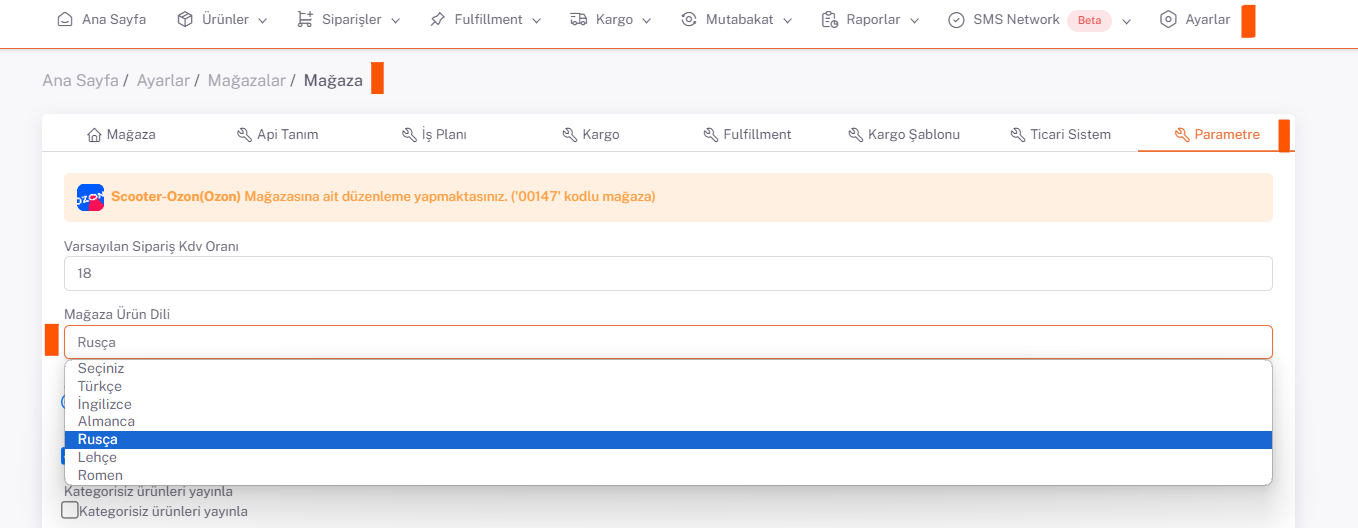 Ana Sayfa Ürünler Siparişler Fulfillment Kargo Mutabakat Raporlar SMS Network Beta Ayarlar
Ana Sayfa / Ayarlar / Mağazalar / Mağaza
Mağaza Api Tanım İş Planı Kargo Fulfillment Kargo Şablonu Ticari Sistem Parametre
OZON Scooter-Ozon(Ozon) Mağazasına ait düzenleme yapmaktasınız. ('00147' kodlu mağaza)
Varsayılan Sipariş Kdv Oranı
18
Mağaza Ürün Dili
Rusça
Seçiniz
Türkçe
İngilizce
Almanca
Rusça
Lehçe
Romen
Kategorisiz ürünleri yayınla
Kategorisiz ürünleri yayınla